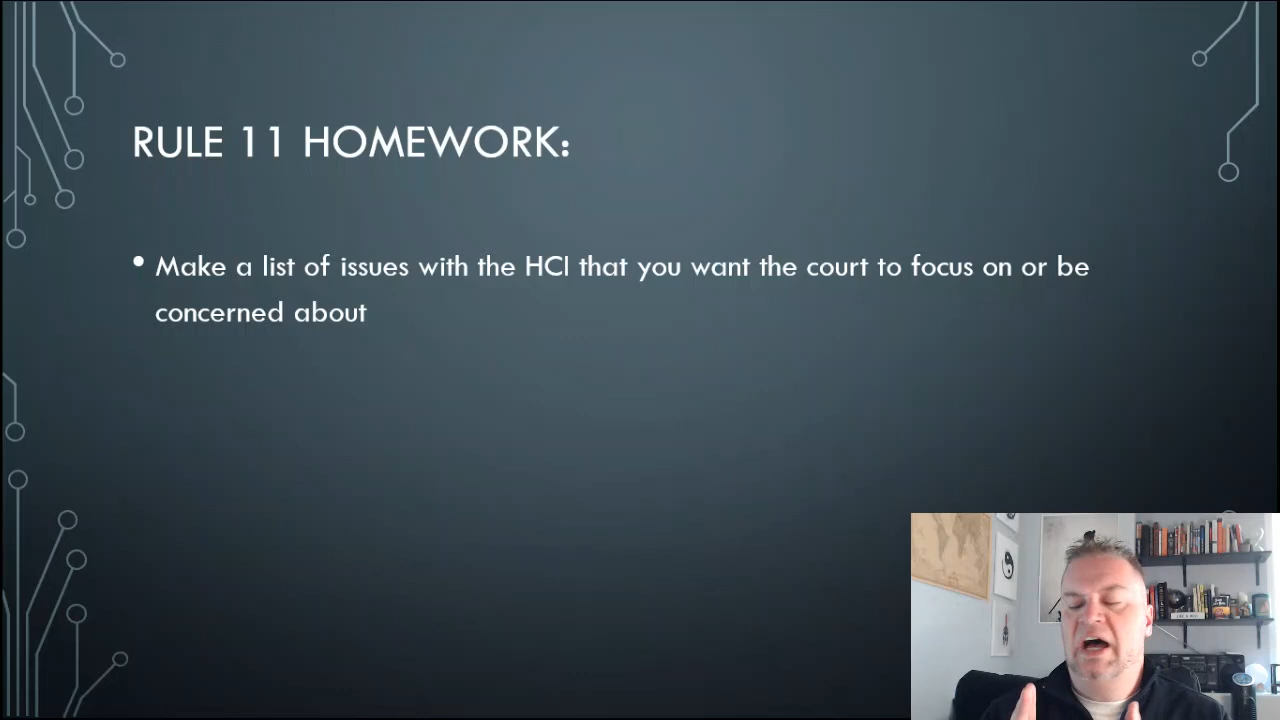 RULE 11 HOMEWORK:
• Make a list of issues with the HCI that you want the court to focus on or be
concerned about